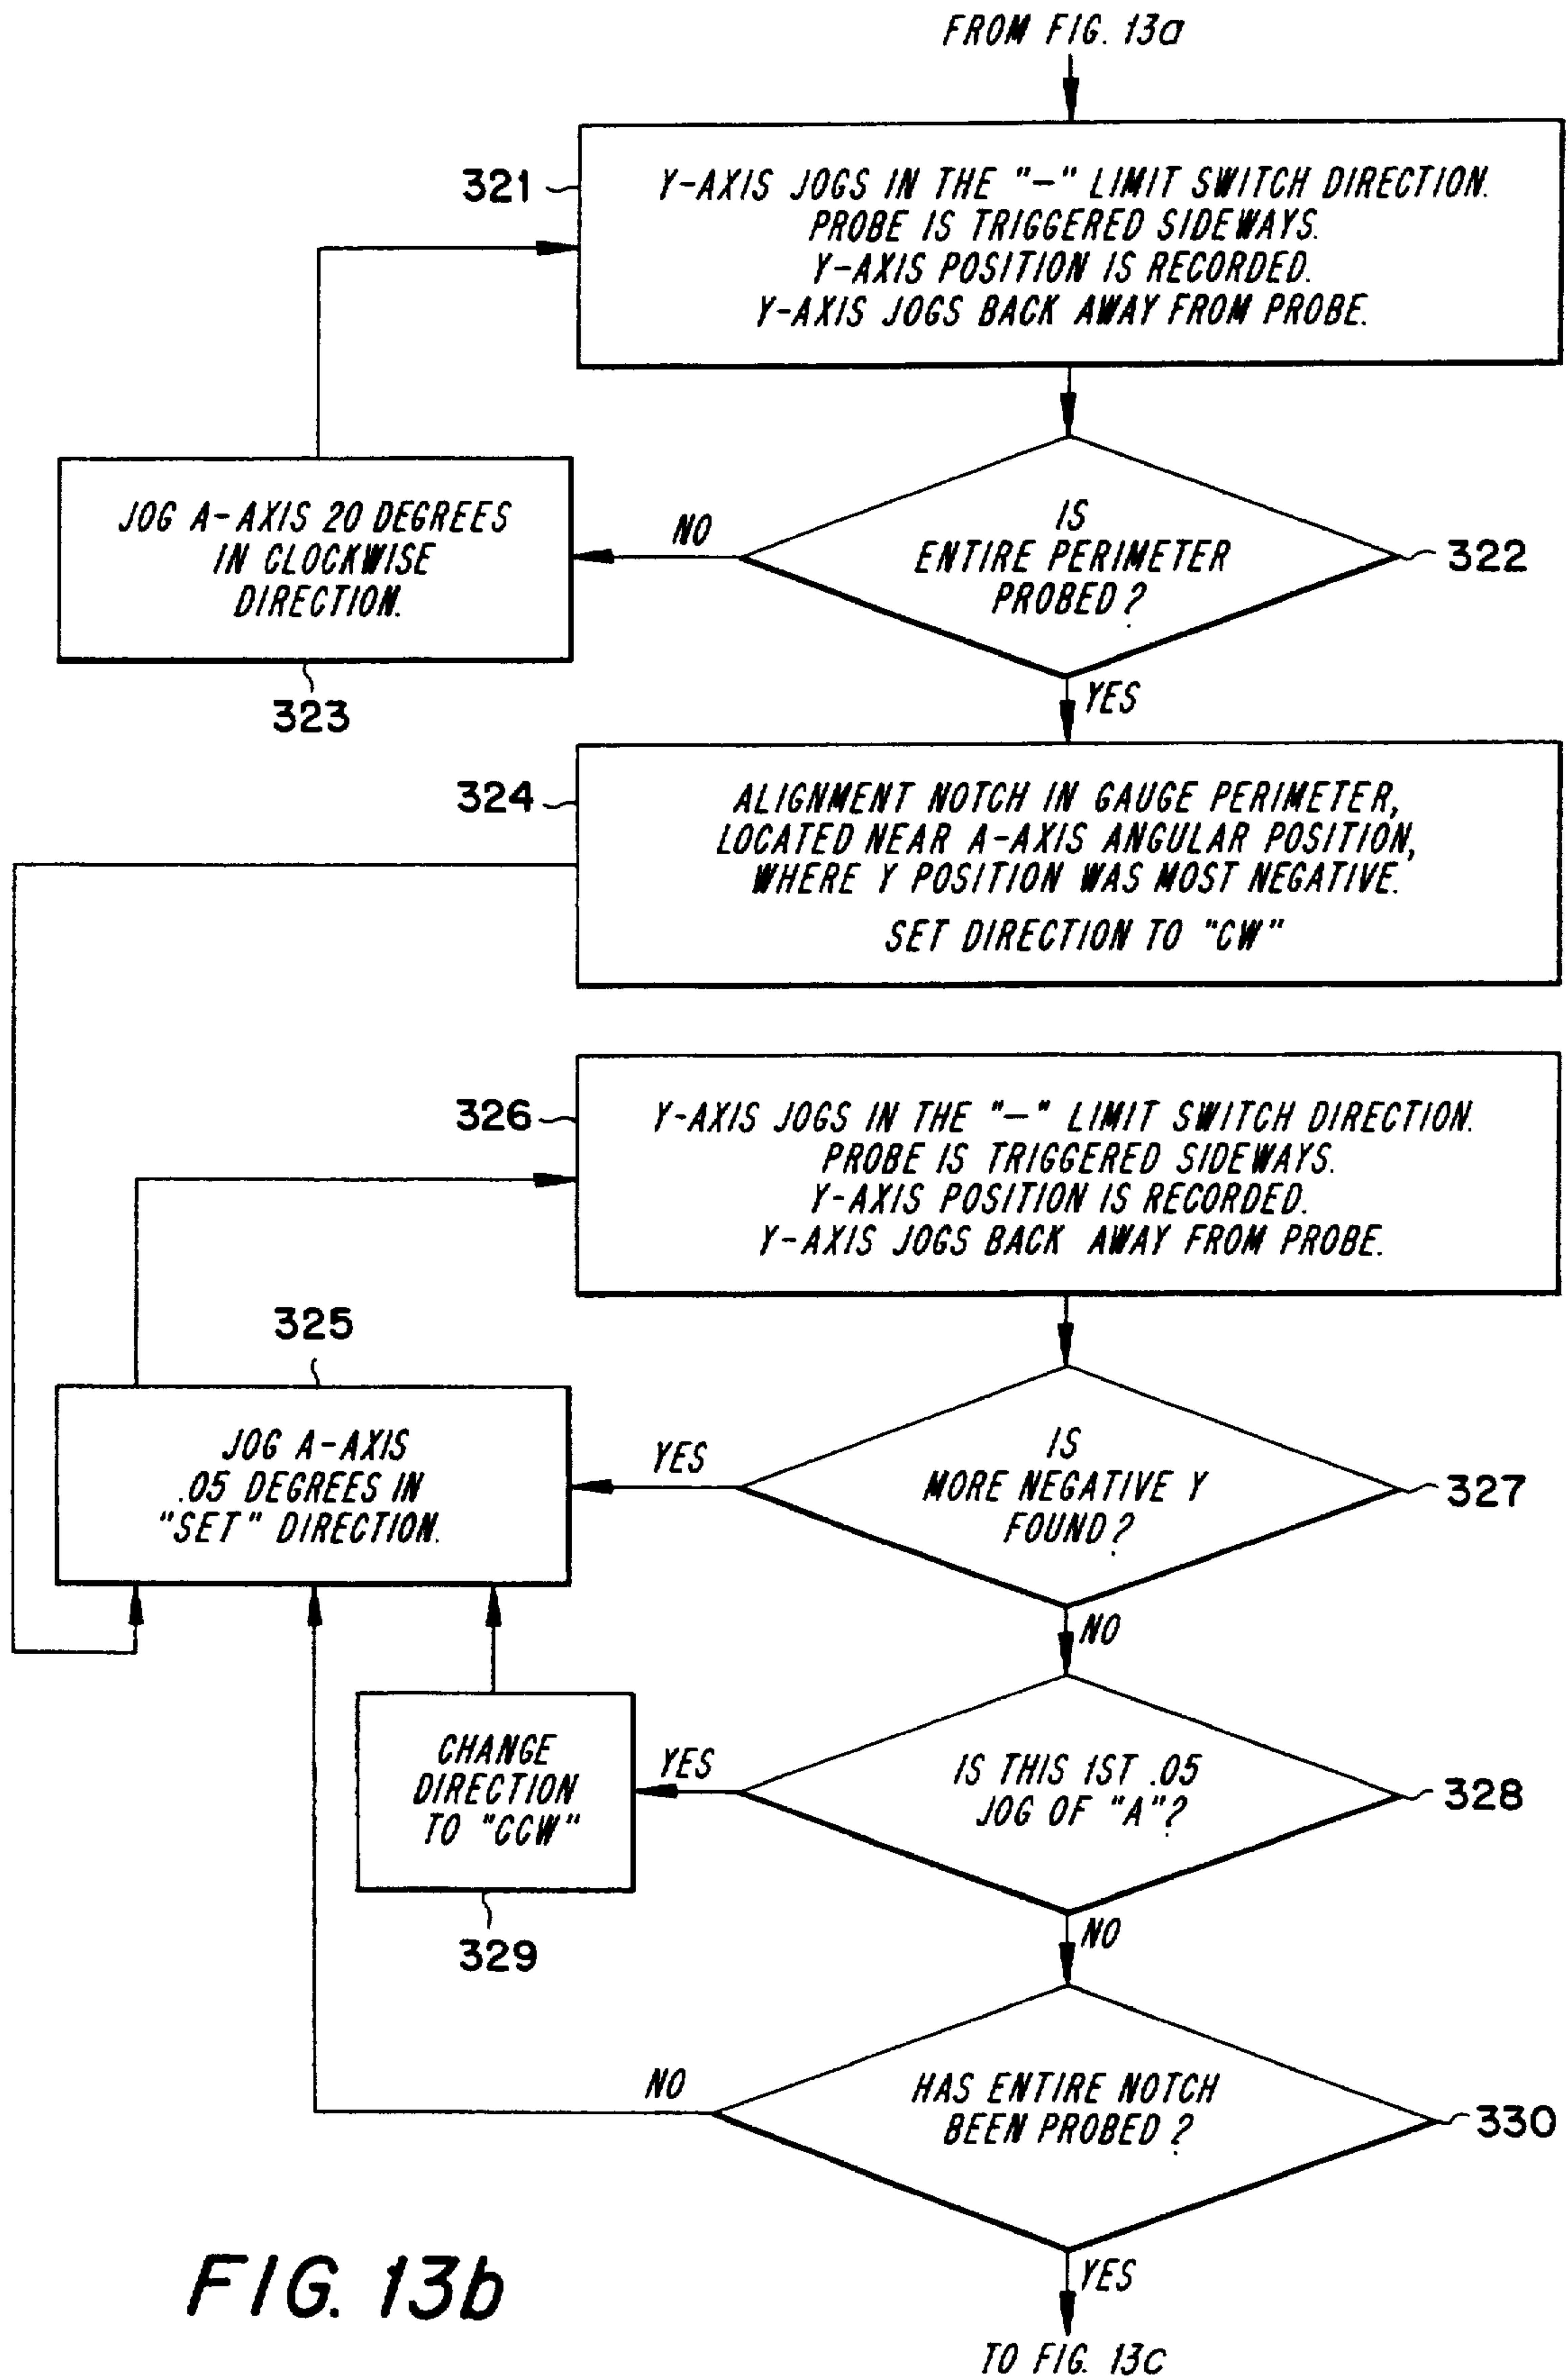 FROM FIG. 13a
321
Y-AXIS JOGS IN THE "—" LIMIT SWITCH DIRECTION.
PROBE IS TRIGGERED SIDEWAYS.
Y-AXIS POSITION IS RECORDED.
Y-AXIS JOGS BACK AWAY FROM PROBE.
JOG A-AXIS 20 DEGREES
IN CLOCKWISE
DIRECTION.
323
NO
IS
ENTIRE PERIMETER
PROBED?
322
YES
324
ALIGNMENT NOTCH IN GAUGE PERIMETER,
LOCATED NEAR A-AXIS ANGULAR POSITION,
WHERE Y POSITION WAS MOST NEGATIVE.
SET DIRECTION TO "CW"
326
Y-AXIS JOGS IN THE "—" LIMIT SWITCH DIRECTION.
PROBE IS TRIGGERED SIDEWAYS.
Y-AXIS POSITION IS RECORDED.
Y-AXIS JOGS BACK AWAY FROM PROBE.
325
JOG A-AXIS
.05 DEGREES IN
"SET" DIRECTION.
YES
IS
MORE NEGATIVE Y
FOUND?
327
NO
CHANGE
DIRECTION
TO "CCW"
329
YES
IS THIS 1ST .05
JOG OF "A"?
328
NO
NO
HAS ENTIRE NOTCH
BEEN PROBED?
330
YES
FIG. 13b
TO FIG. 13c